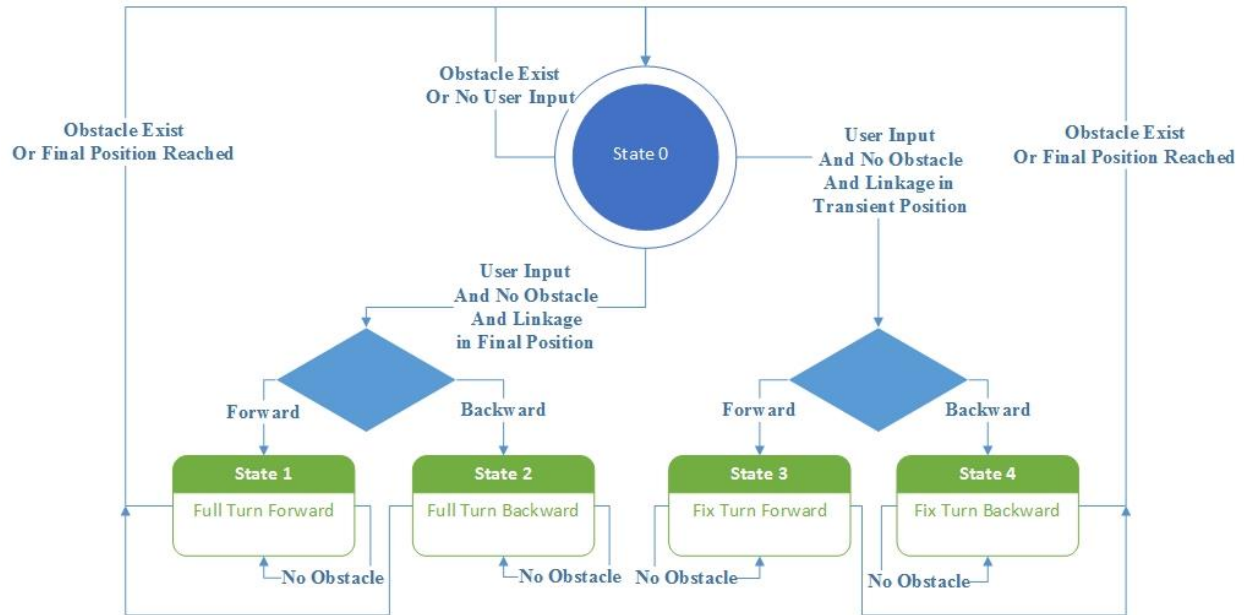 Obstacle Exist
Or No User Input
Obstacle Exist
Or Final Position Reached
State 0
User Input
And No Obstacle
And Linkage in
Transient Position
Obstacle Exist
Or Final Position Reached
User Input
And No Obstacle
And Linkage
in Final Position
Forward
Backward
Forward
Backward
State 1
Full Turn Forward
State 2
Full Turn Backward
State 3
Fix Turn Forward
State 4
Fix Turn Backward
No Obstacle
No Obstacle
No Obstacle
No Obstacle